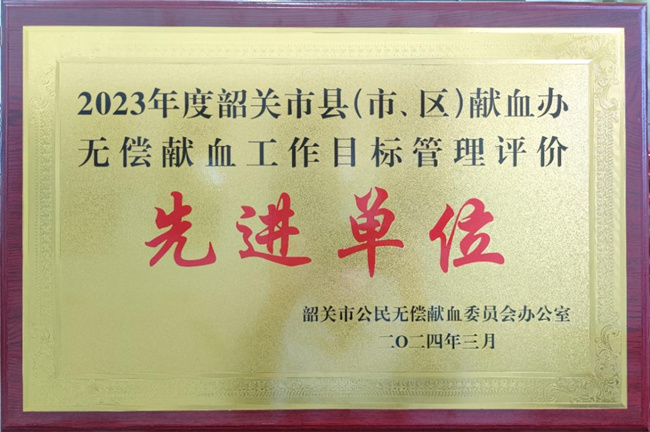 2023年度韶关市县(市、区)献血办
无偿献血工作目标管理评价
先进单位
韶关市公民无偿献血委员会办公室
二〇二四年三月